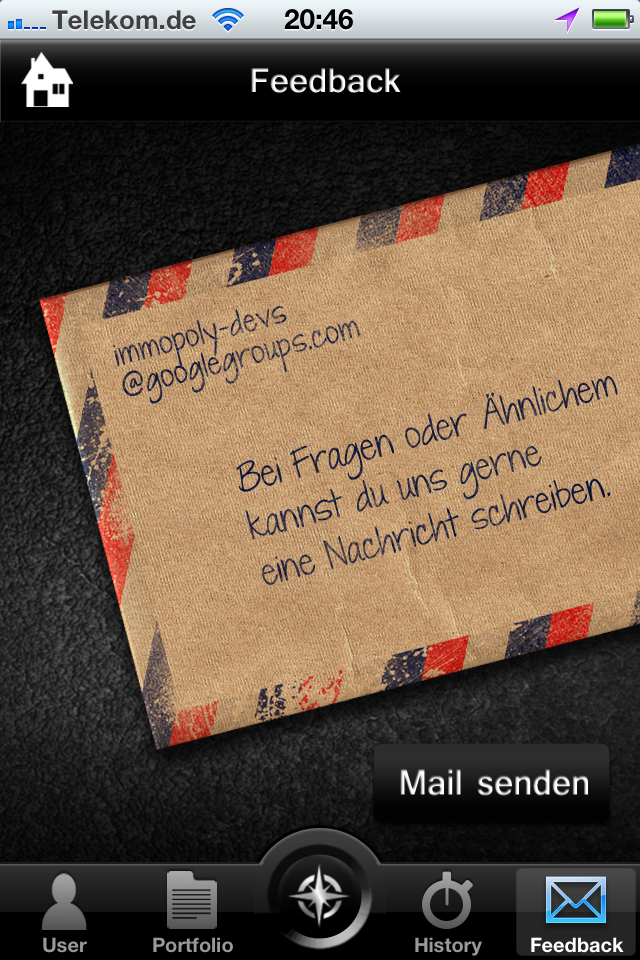 Telekom.de 20:46
Feedback
immopoly-devs
@googlegroups.com
Bei Fragen oder Ähnlichem
kannst du uns gerne
eine Nachricht schreiben.
Mail senden
User Portfolio History Feedback